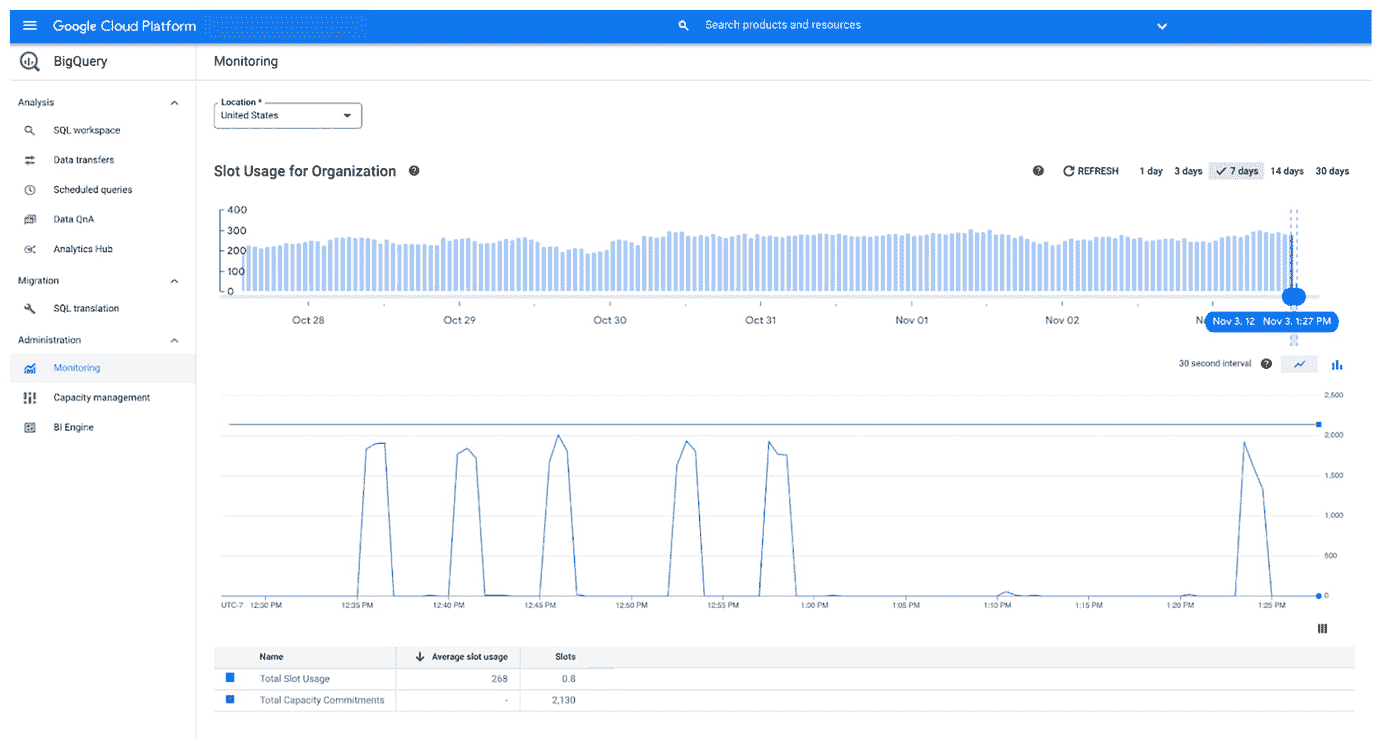 Google Cloud Platform
Search products and resources
BigQuery
Monitoring
Analysis
SQL workspace
Data transfers
Scheduled queries
Data QnA
Analytics Hub
Migration
SQL translation
Administration
Monitoring
Capacity management
BI Engine
Location *
United States
Slot Usage for Organization
REFRESH 1 day 3 days 7 days 14 days 30 days
400
300
200
100
0
Oct 28 Oct 29 Oct 30 Oct 31 Nov 01 Nov 02 N
Nov 3, 12 Nov 3, 1:27 PM
30 second interval
2,500
2,000
1,500
1,000
500
0
UTC-7 12:30 PM 12:35 PM 12:40 PM 12:45 PM 12:50 PM 12:55 PM 1:00 PM 1:05 PM 1:10 PM 1:15 PM 1:20 PM 1:25 PM
Name Average slot usage Slots
Total Slot Usage 268 0.8
Total Capacity Commitments - 2,130